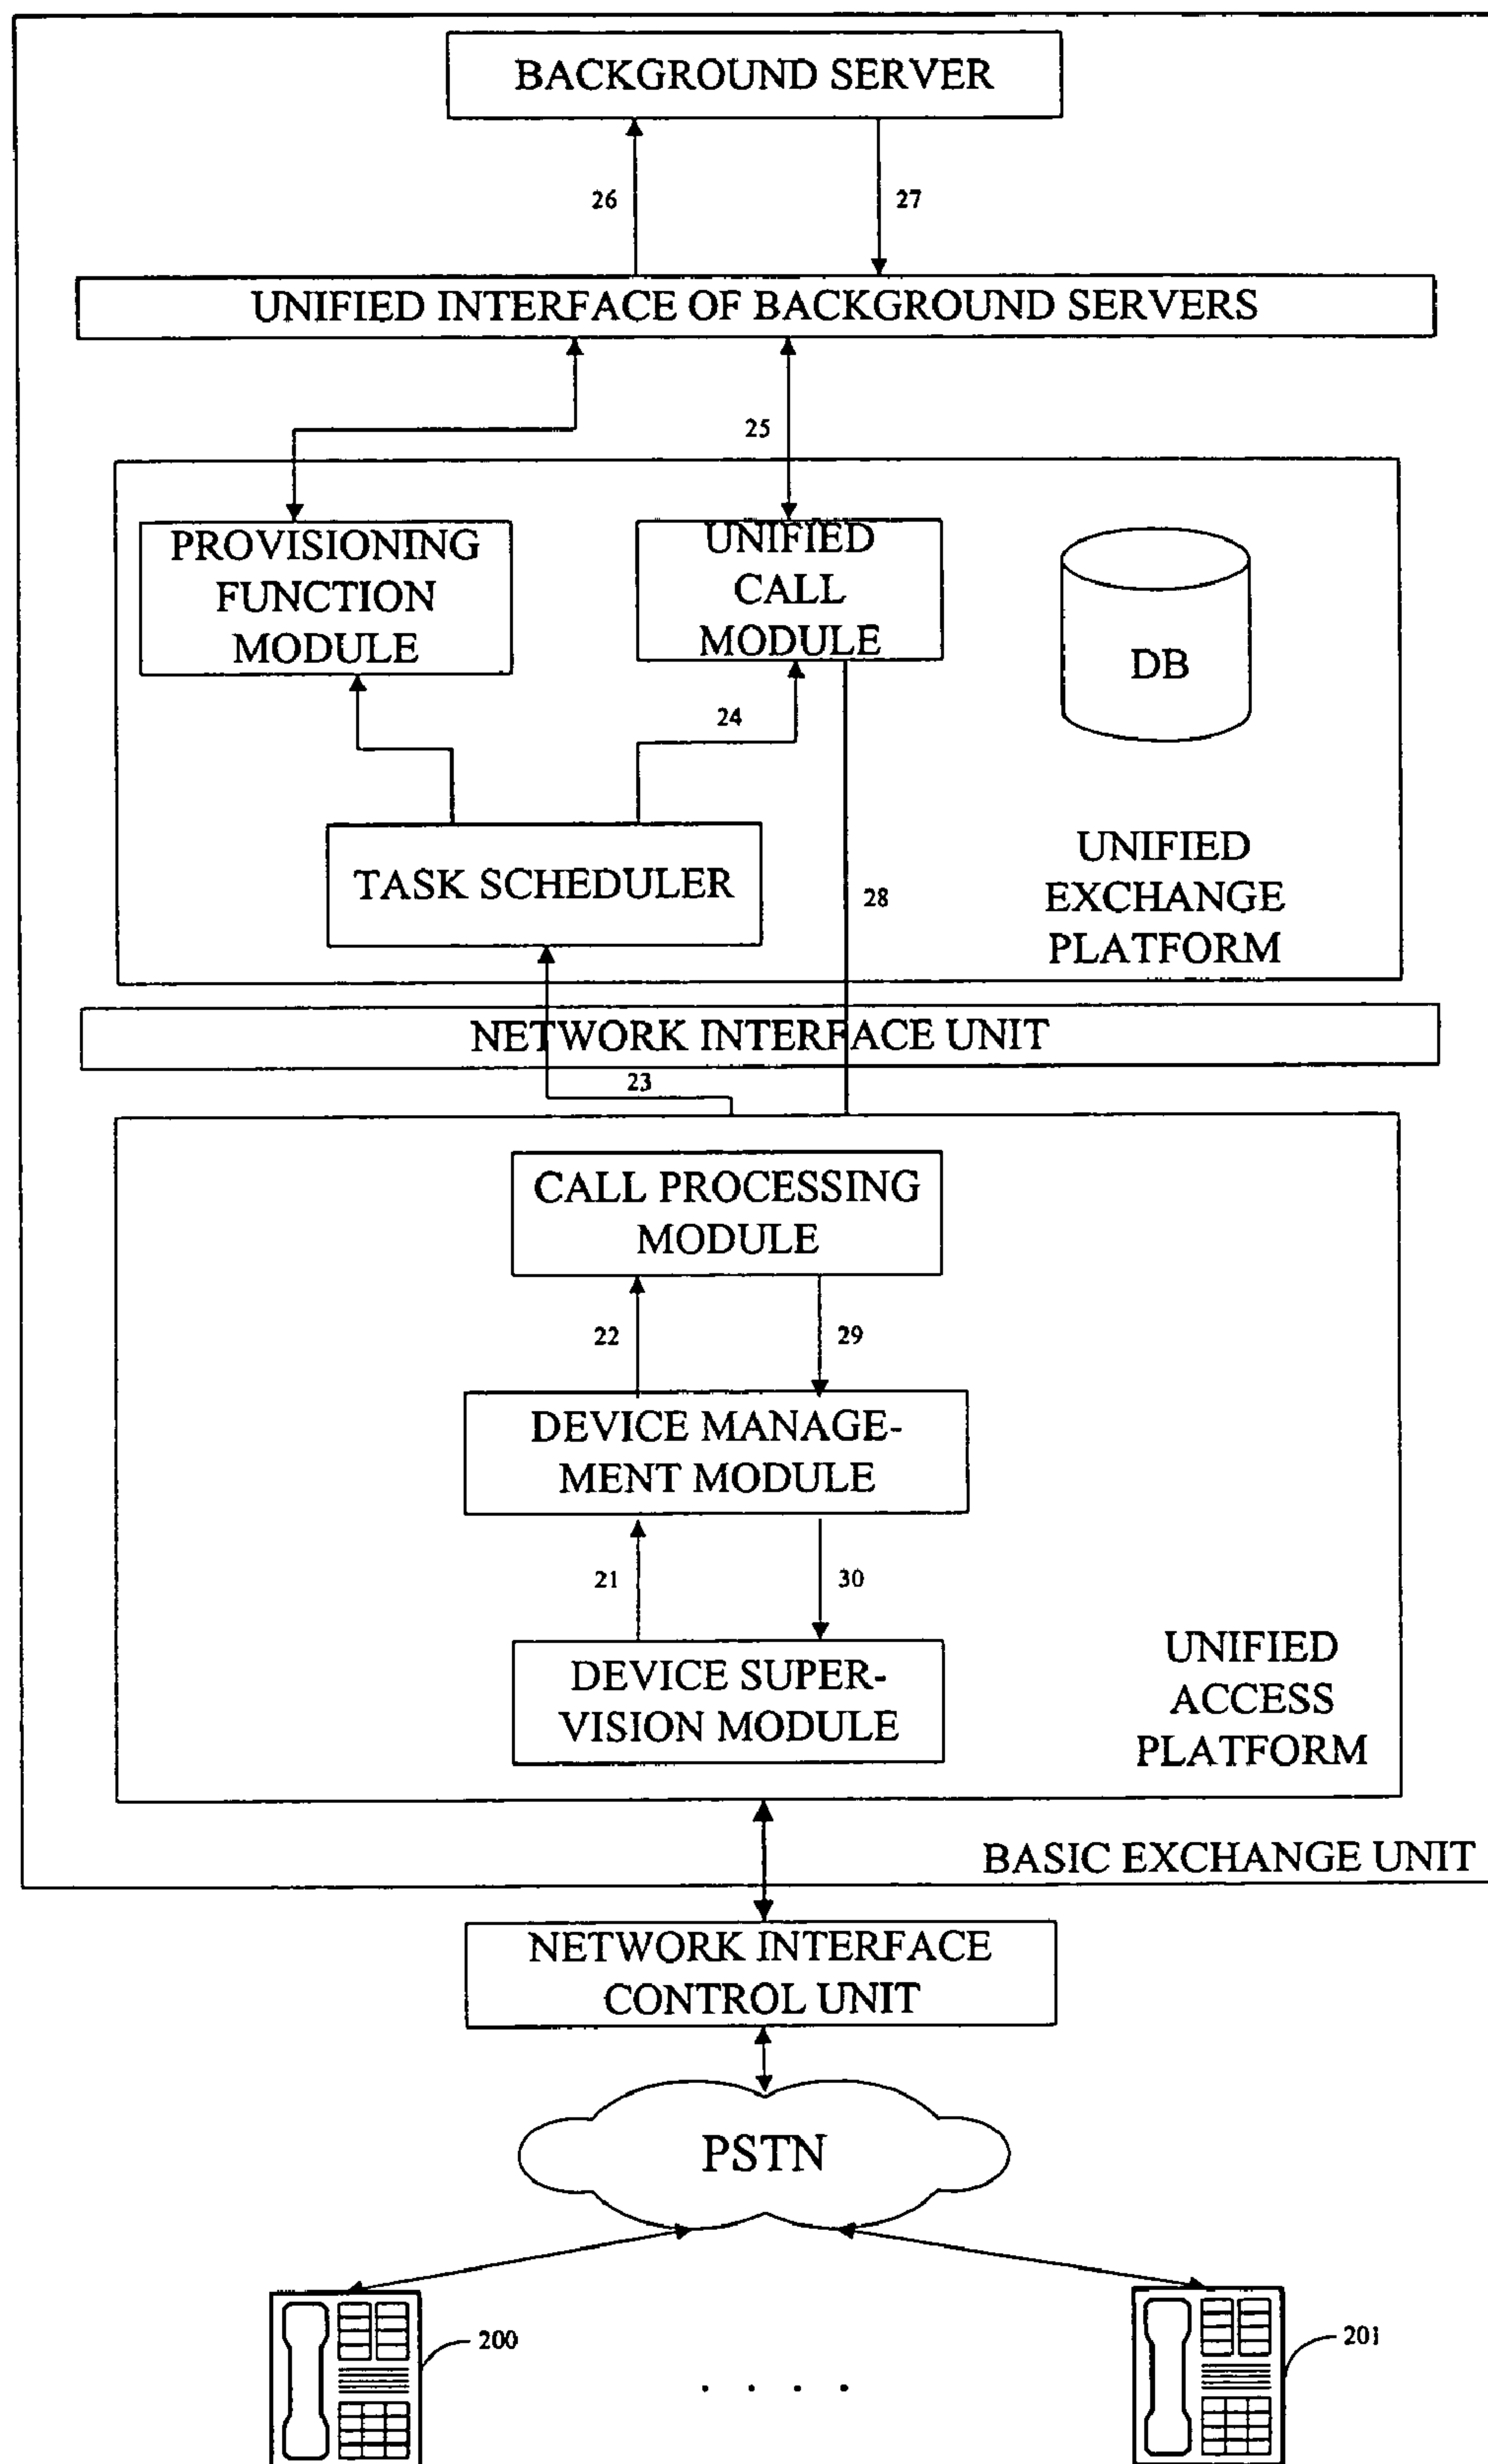 BACKGROUND SERVER
26
27
UNIFIED INTERFACE OF BACKGROUND SERVERS
25
PROVISIONING
FUNCTION
MODULE
UNIFIED
CALL
MODULE
DB
24
TASK SCHEDULER
28
UNIFIED
EXCHANGE
PLATFORM
NETWORK INTERFACE UNIT
23
CALL PROCESSING
MODULE
22
29
DEVICE MANAGE-
MENT MODULE
21
30
DEVICE SUPER-
VISION MODULE
UNIFIED
ACCESS
PLATFORM
BASIC EXCHANGE UNIT
NETWORK INTERFACE
CONTROL UNIT
PSTN
200
. . . .
201